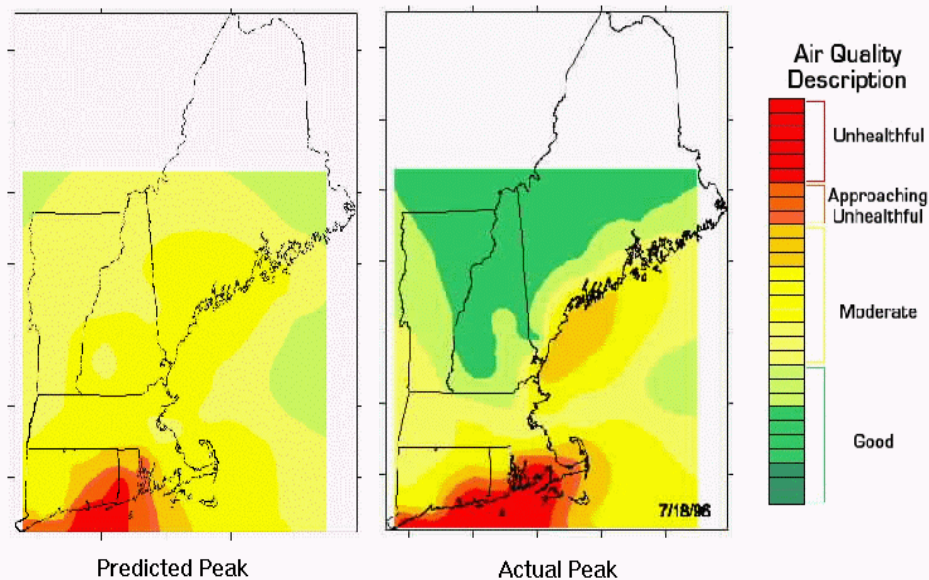 Air Quality
Description
Unhealthful
Approaching
Unhealthful
Moderate
Good
7/18/96
Predicted Peak
Actual Peak